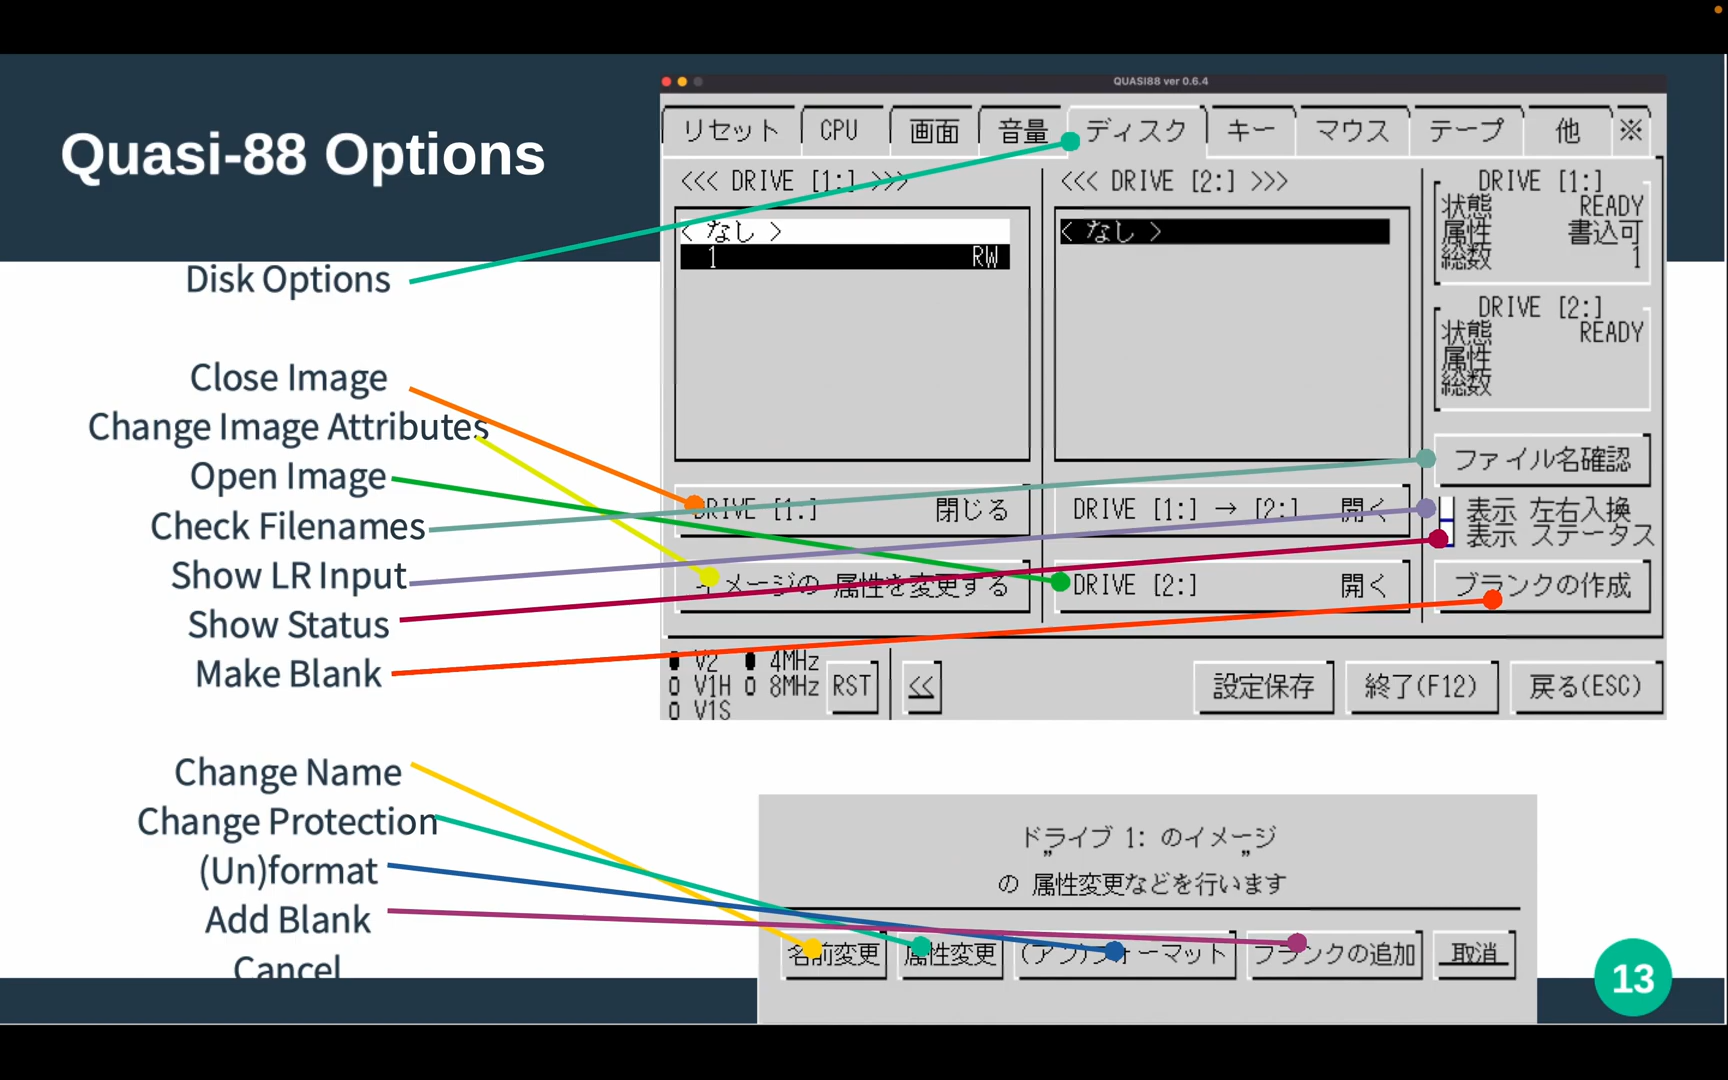 QUASI88 ver 0.6.4
Quasi-88 Options
リセット CPU 画面 音量 ディスク キー マウス テープ 他 ※
<<< DRIVE [1:] >>>
< なし >
1 RW
<<< DRIVE [2:] >>>
< なし >
DRIVE [1:]
状態 READY
属性 書込可
総数 1
DRIVE [2:]
状態 READY
属性
総数
ファイル名確認
DRIVE [1:] 閉じる
DRIVE [1:] → [2:] 開く
表示 左右入換
表示 ステータス
イメージの 属性を変更する
DRIVE [2:] 開く
ブランクの作成
V2 4MHz
V1H 8MHz
V1S
RST
<<
設定保存
終了(F12)
戻る(ESC)
Disk Options
Close Image
Change Image Attributes
Open Image
Check Filenames
Show LR Input
Show Status
Make Blank
Change Name
Change Protection
(Un)format
Add Blank
Cancel
ドライブ 1: のイメージ
の 属性変更などを行います
名前変更 属性変更 (アン)フォーマット ブランクの追加 取消
13